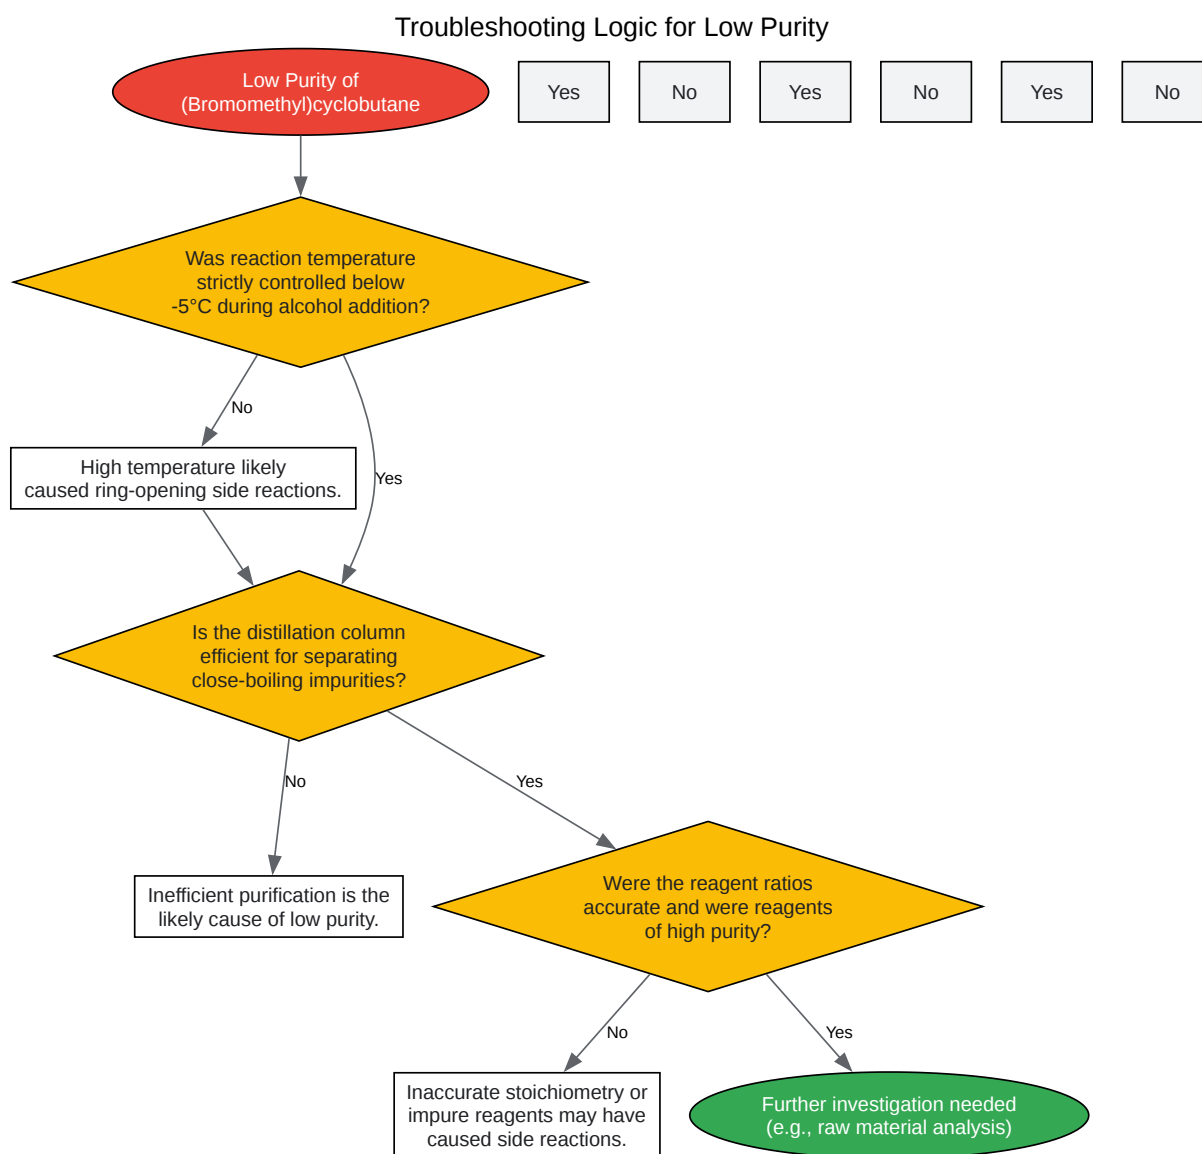 Troubleshooting Logic for Low Purity
Low Purity of
(Bromomethyl)cyclobutane
Yes
No
Yes
No
Yes
No
Was reaction temperature
strictly controlled below
-5°C during alcohol addition?
No
Yes
High temperature likely
caused ring-opening side reactions.
Is the distillation column
efficient for separating
close-boiling impurities?
No
Yes
Inefficient purification is the
likely cause of low purity.
Were the reagent ratios
accurate and were reagents
of high purity?
No
Yes
Inaccurate stoichiometry or
impure reagents may have
caused side reactions.
Further investigation needed
(e.g., raw material analysis)